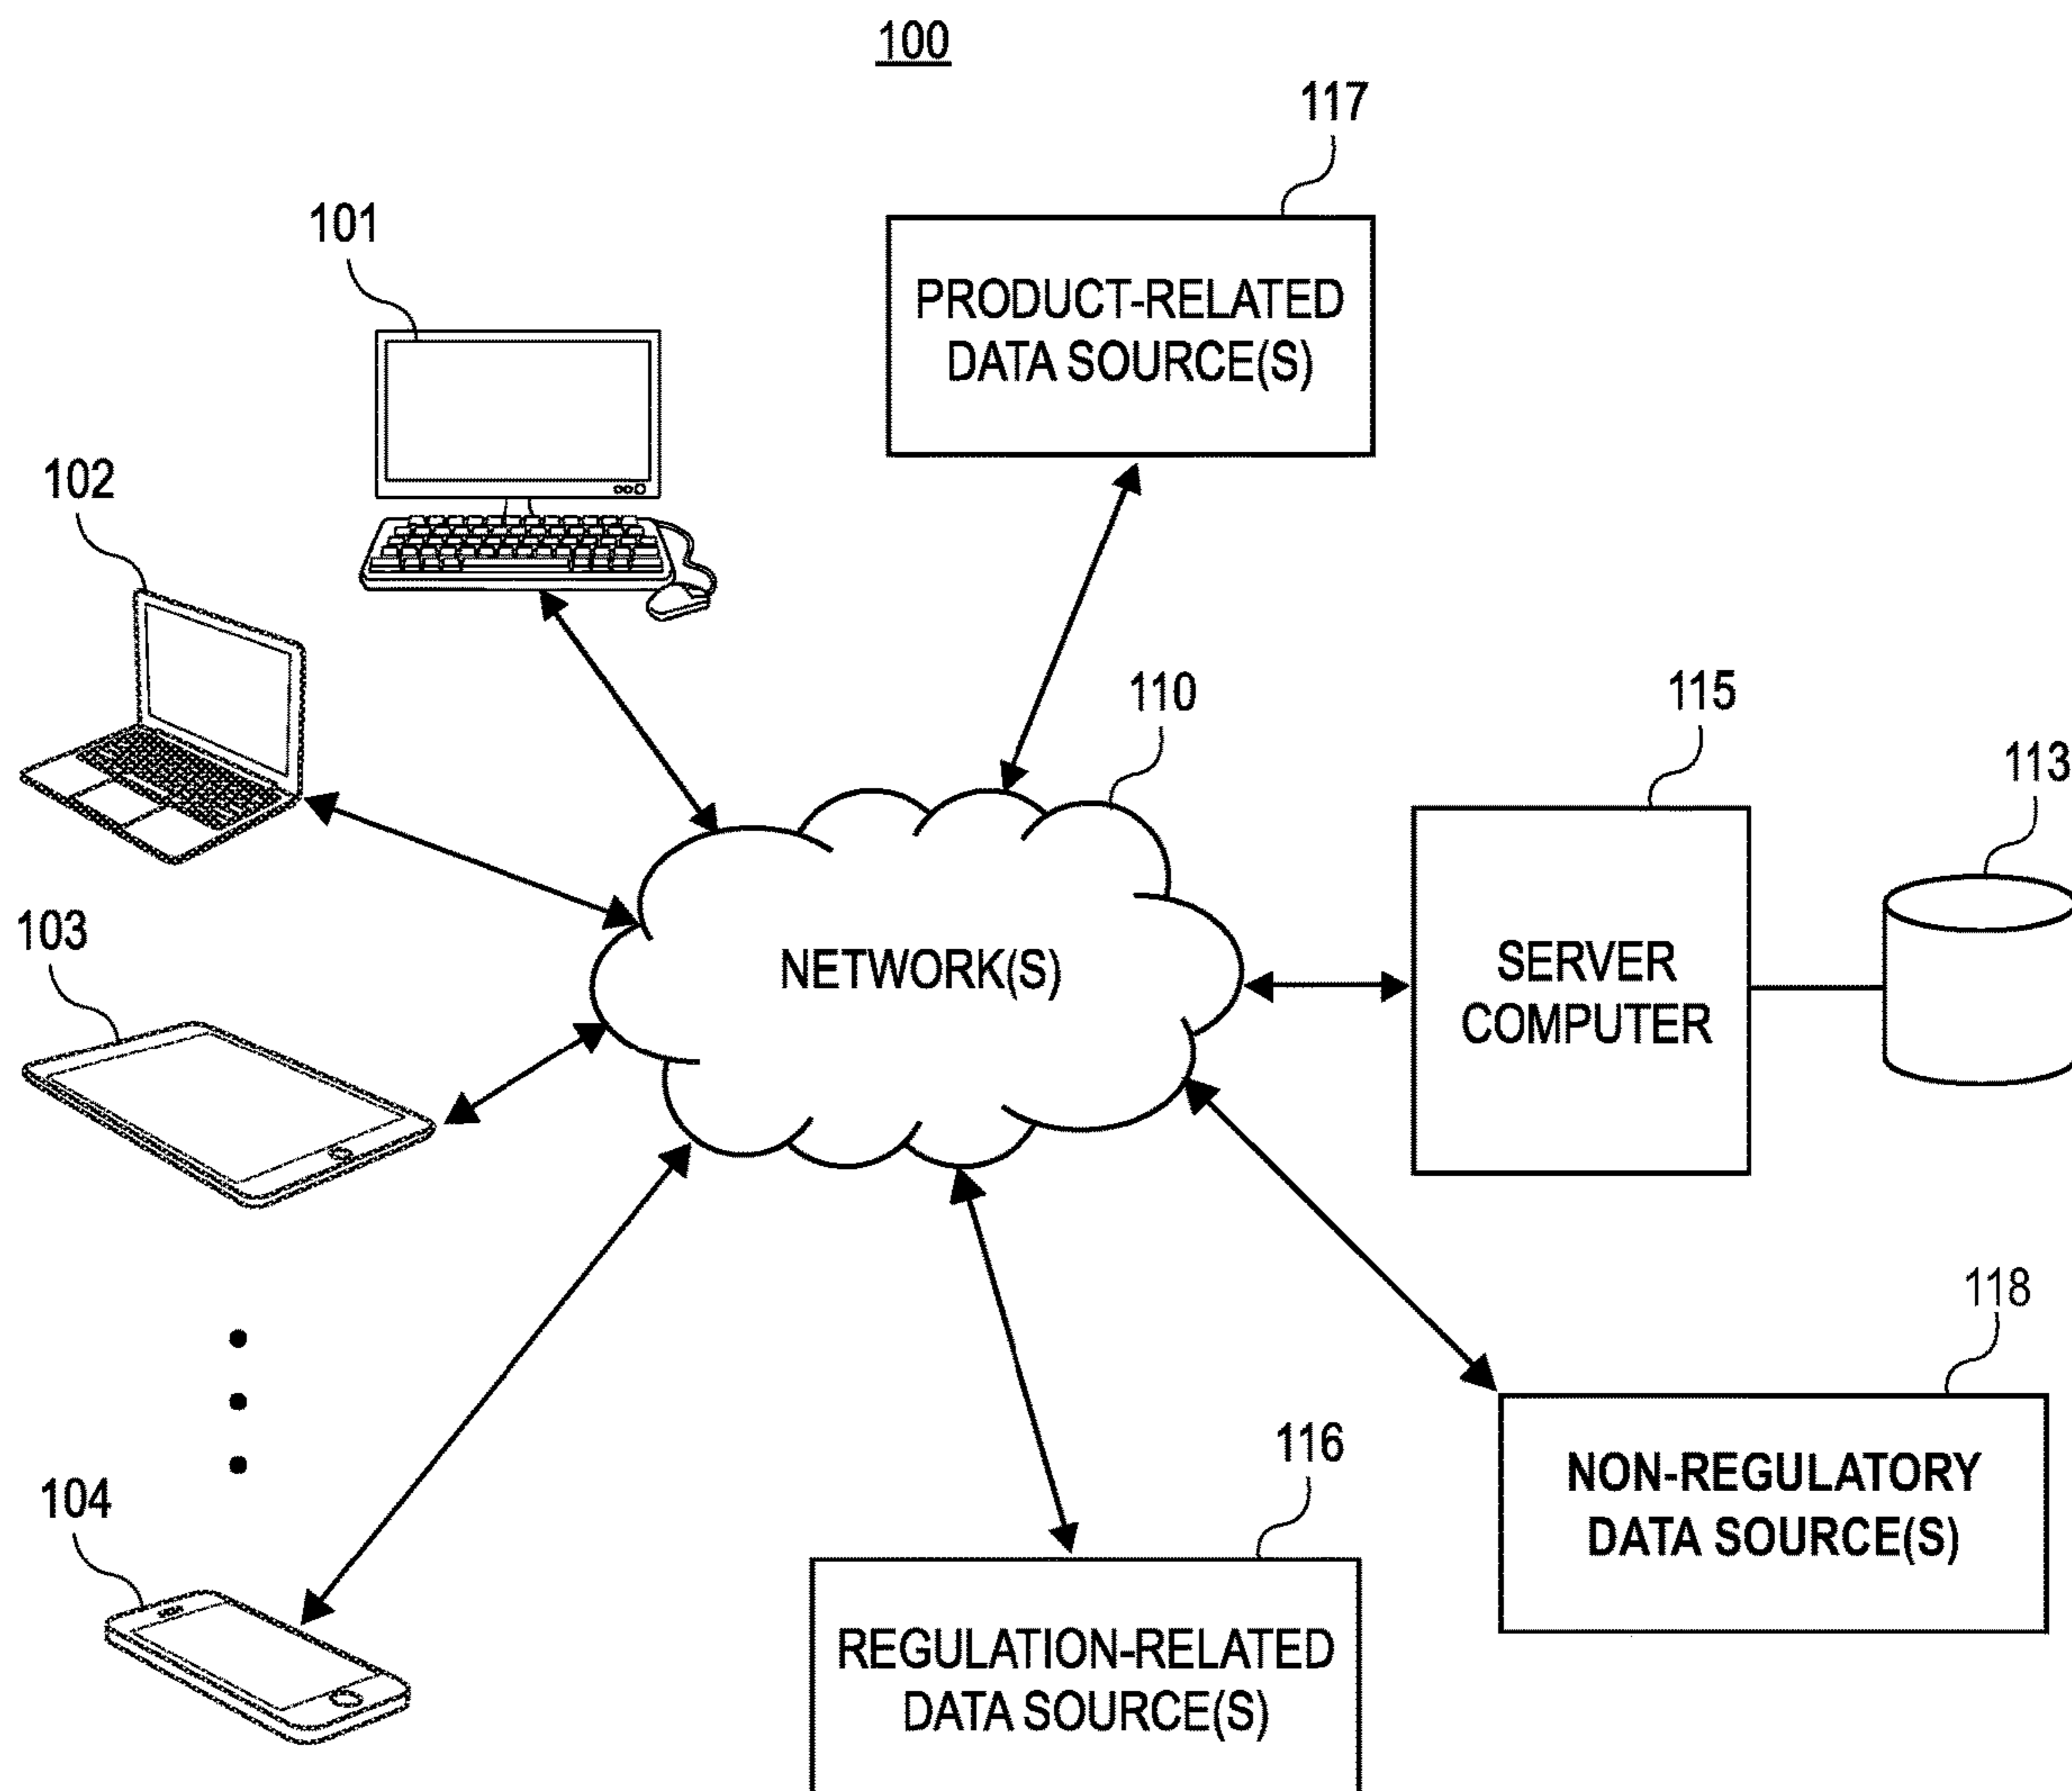 100
117
101
PRODUCT-RELATED
DATA SOURCE(S)
102
110
115
113
103
NETWORK(S)
SERVER
COMPUTER
118
116
NON-REGULATORY
DATA SOURCE(S)
104
REGULATION-RELATED
DATA SOURCE(S)